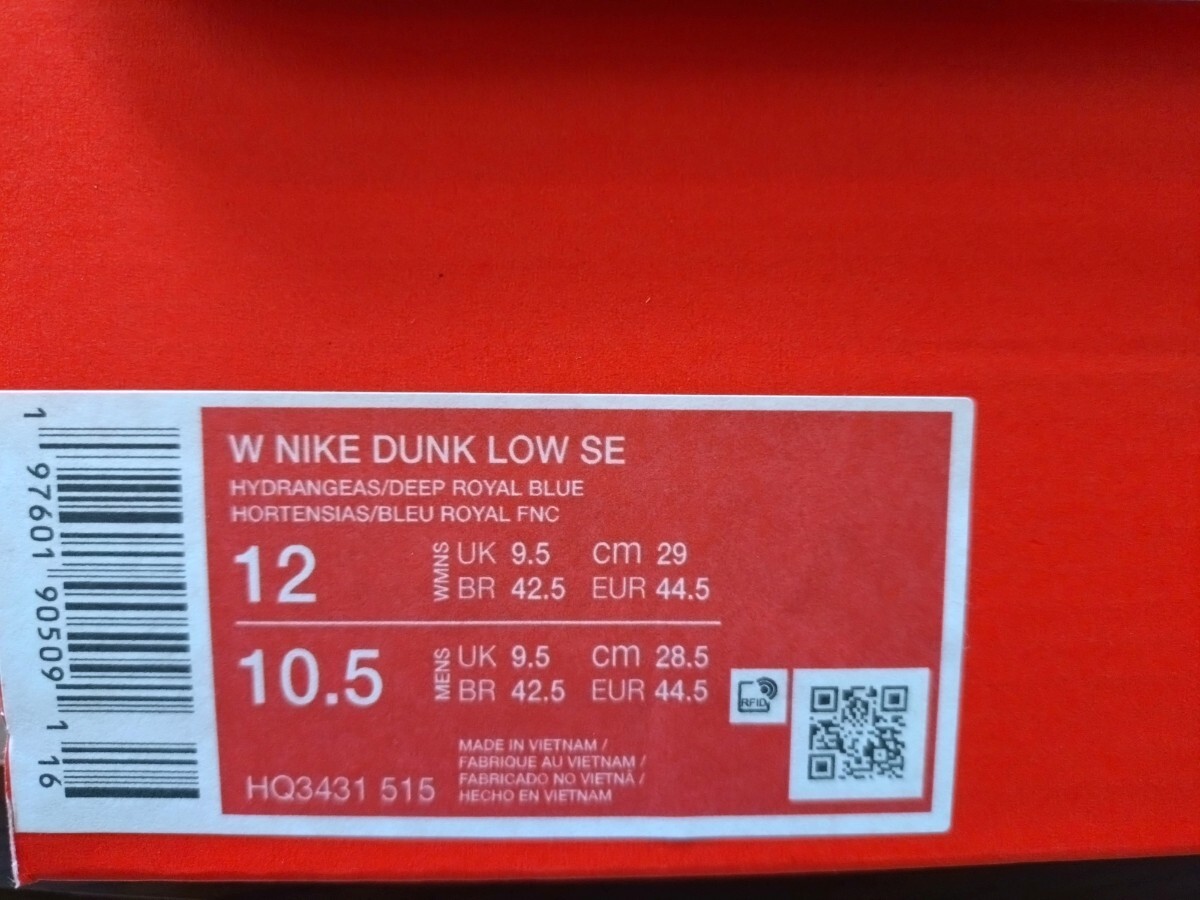 W NIKE DUNK LOW SE
HYDRANGEAS/DEEP ROYAL BLUE
HORTENSIAS/BLEU ROYAL FNC
12 WMNS UK 9.5 cm 29
BR 42.5 EUR 44.5
10.5 MENS UK 9.5 cm 28.5
BR 42.5 EUR 44.5
RFID
HQ3431 515
MADE IN VIETNAM /
FABRIQUE AU VIETNAM /
FABRICADO NO VIETNÃ /
HECHO EN VIETNAM
1 97601 90509 1 16